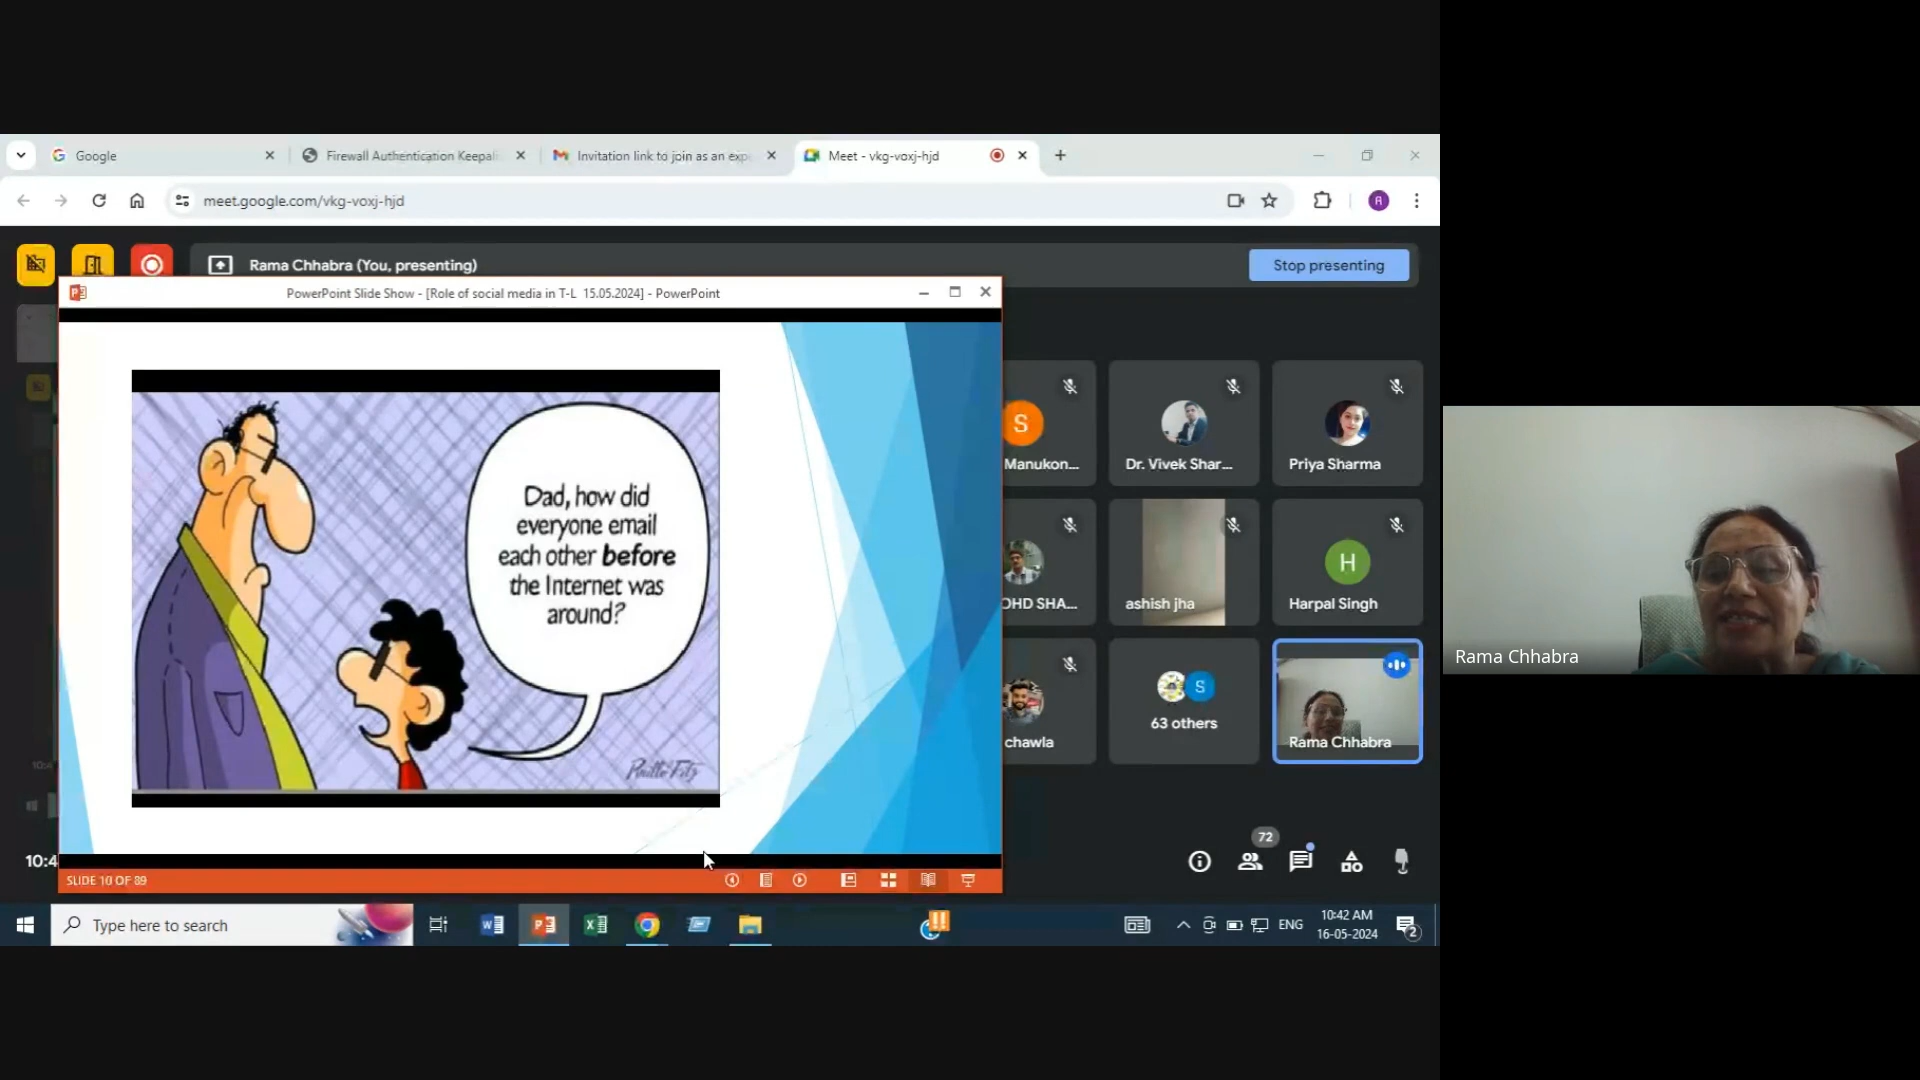 Google
Firewall Authentication Keepali
Invitation link to join as an exp
Meet - vkg-voxj-hjd
meet.google.com/vkg-voxj-hjd
R
Rama Chhabra (You, presenting)
Stop presenting
PowerPoint Slide Show - [Role of social media in T-L 15.05.2024] - PowerPoint
Dad, how did
everyone email
each other before
the Internet was
around?
S
Manukon...
Dr. Vivek Shar...
Priya Sharma
OHD SHA...
ashish jha
H
Harpal Singh
chawla
S
63 others
Rama Chhabra
Rama Chhabra
72
10:4
SLIDE 10 OF 89
Type here to search
ENG
10:42 AM
16-05-2024
2